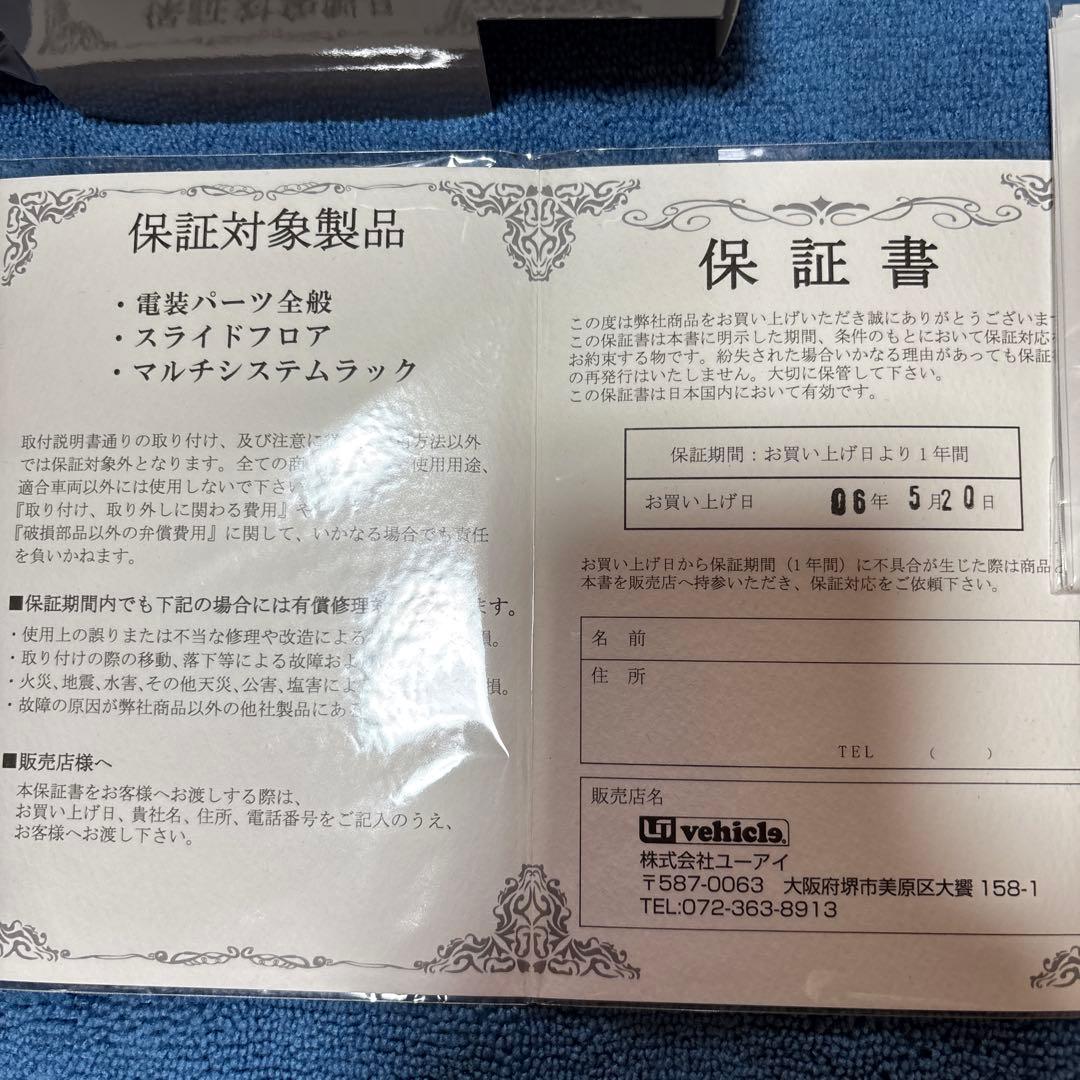 保証対象製品
・電装パーツ全般
・スライドフロア
・マルチシステムラック
取付説明書通りの取り付け、及び注意に 方法以外
では保証対象外となります。全ての商 使用用途、
適合車両以外には使用しないで下さい
『取り付け、取り外しに関わる費用』や
『破損部品以外の弁償費用』に関して、いかなる場合でも責任
を負いかねます。
■保証期間内でも下記の場合には有償修理 ます。
・使用上の誤りまたは不当な修理や改造による 損。
・取り付けの際の移動、落下等による故障およ
・火災、地震、水害、その他天災、公害、塩害によ 損。
・故障の原因が弊社商品以外の他社製品にあ
■販売店様へ
本保証書をお客様へお渡しする際は、
お買い上げ日、貴社名、住所、電話番号をご記入のうえ、
お客様へお渡し下さい。
保証書
この度は弊社商品をお買い上げいただき誠にありがとうございま
この保証書は本書に明示した期間、条件のもとにおいて保証対応を
お約束する物です。紛失された場合いかなる理由があっても保証
の再発行はいたしません。大切に保管して下さい。
この保証書は日本国内において有効です。
保証期間：お買い上げ日より1年間
お買い上げ日 06年 5月20日
お買い上げ日から保証期間（1年間）に不具合が生じた際は商品と
本書を販売店へ持参いただき、保証対応をご依頼下さい。
名 前
住 所
TEL （ ）
販売店名
UI vehicle®
株式会社ユーアイ
〒587-0063 大阪府堺市美原区大饗 158-1
TEL:072-363-8913